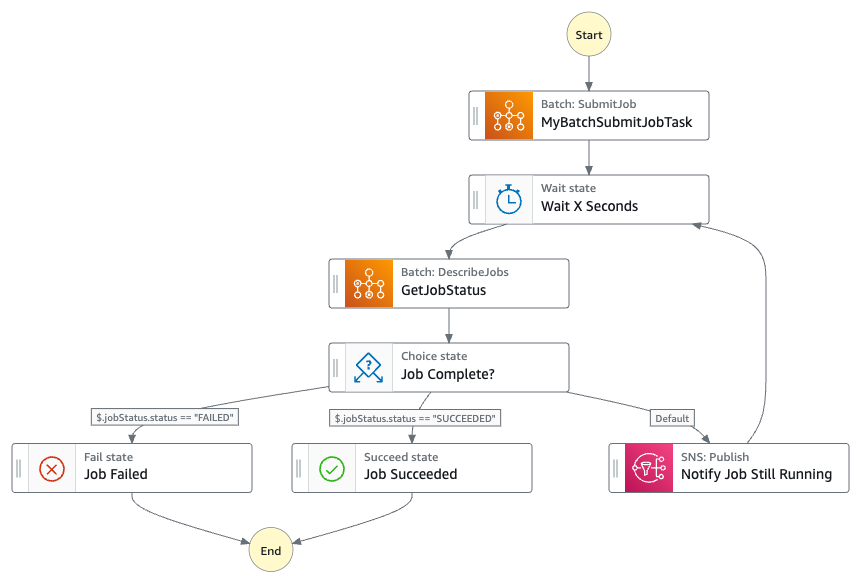 Start
Batch: SubmitJob
MyBatchSubmitJobTask
Wait state
Wait X Seconds
Batch: DescribeJobs
GetJobStatus
Choice state
Job Complete?
$.jobStatus.status == "FAILED"
$.jobStatus.status == "SUCCEEDED"
Default
Fail state
Job Failed
Succeed state
Job Succeeded
SNS: Publish
Notify Job Still Running
End